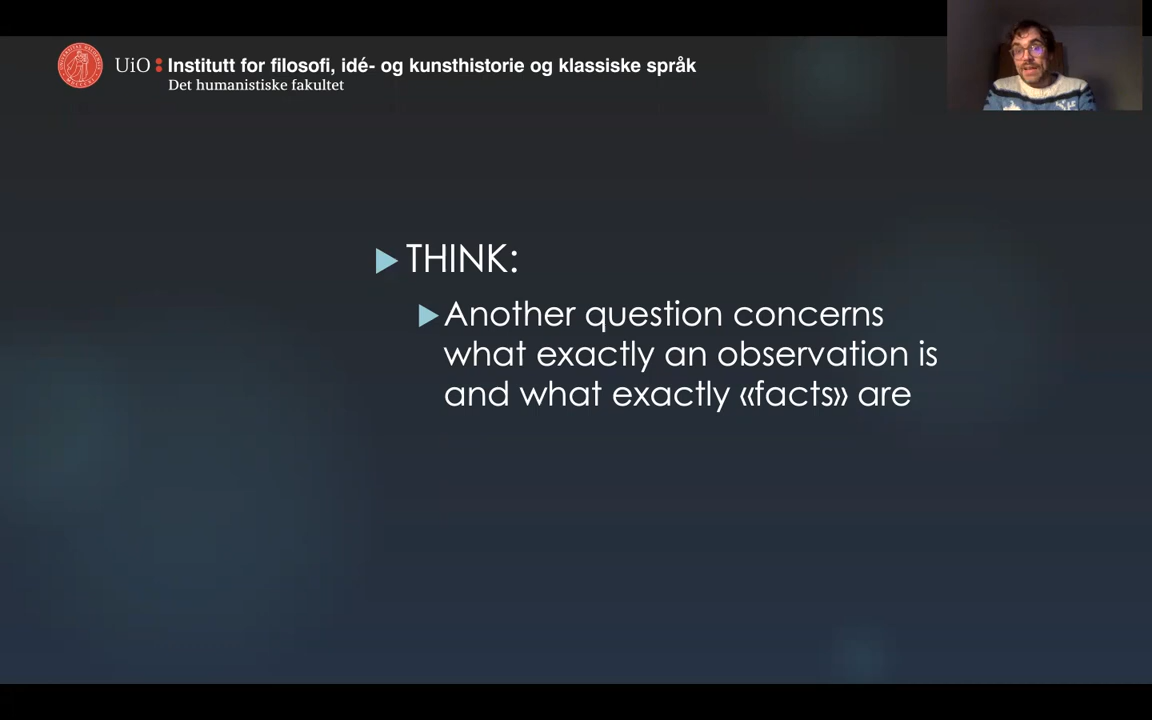 UiO : Institutt for filosofi, idé- og kunsthistorie og klassiske språk
Det humanistiske fakultet
THINK:
Another question concerns
what exactly an observation is
and what exactly «facts» are